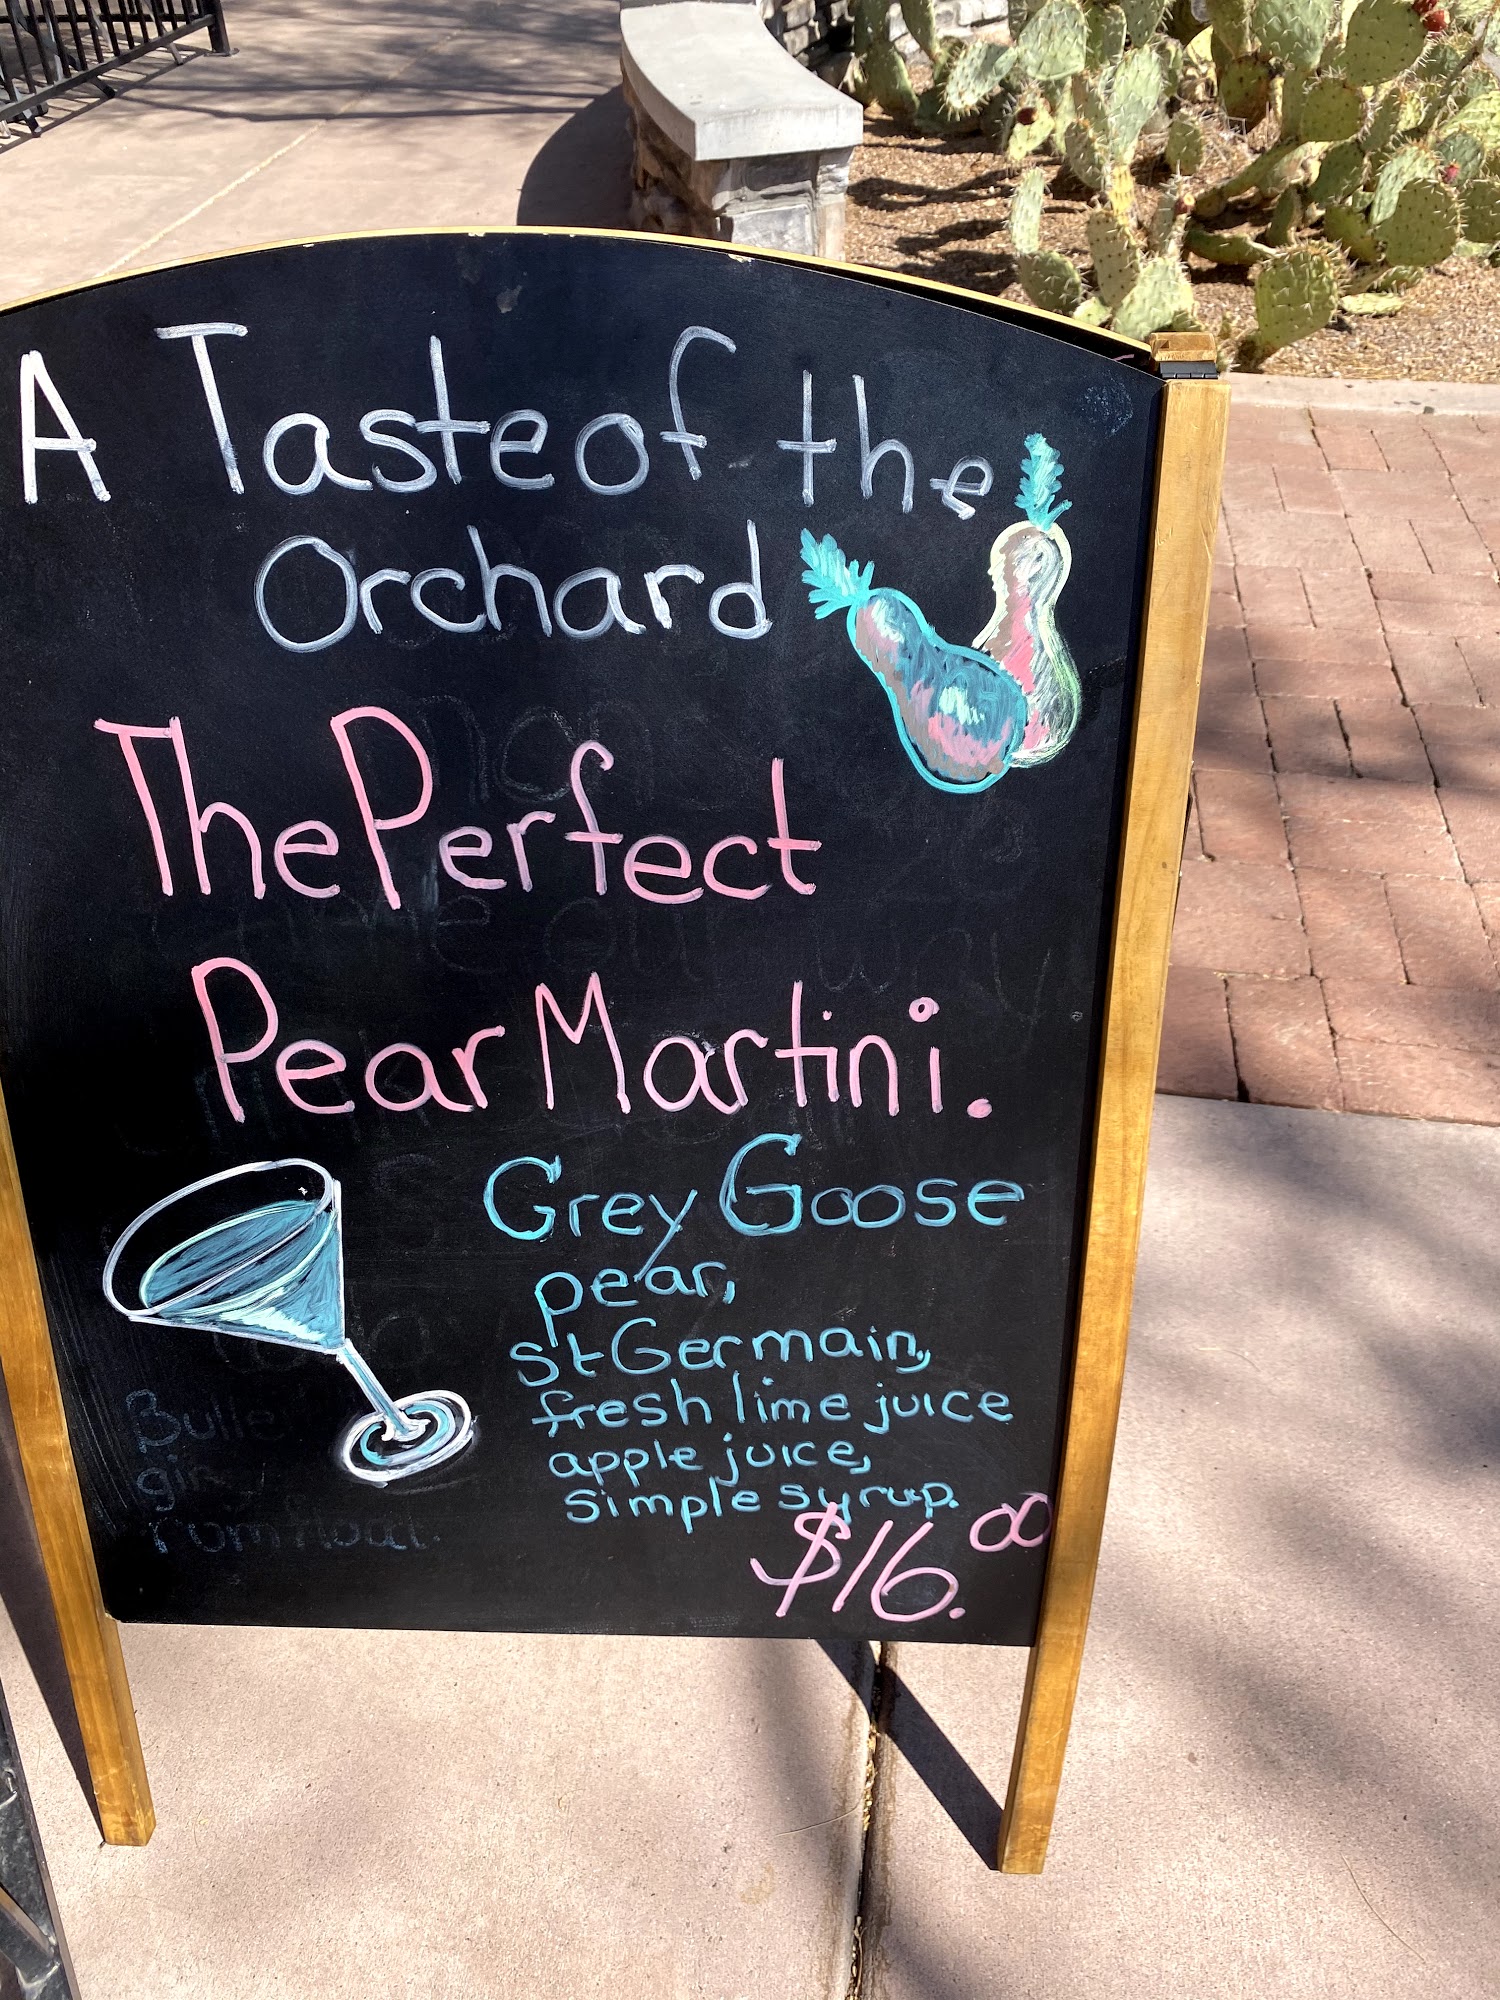 A Taste of the
Orchard
The Perfect
Pear Martini.
Grey Goose
pear,
St Germain,
fresh lime juice
apple juice,
simple syrup.
$16.00